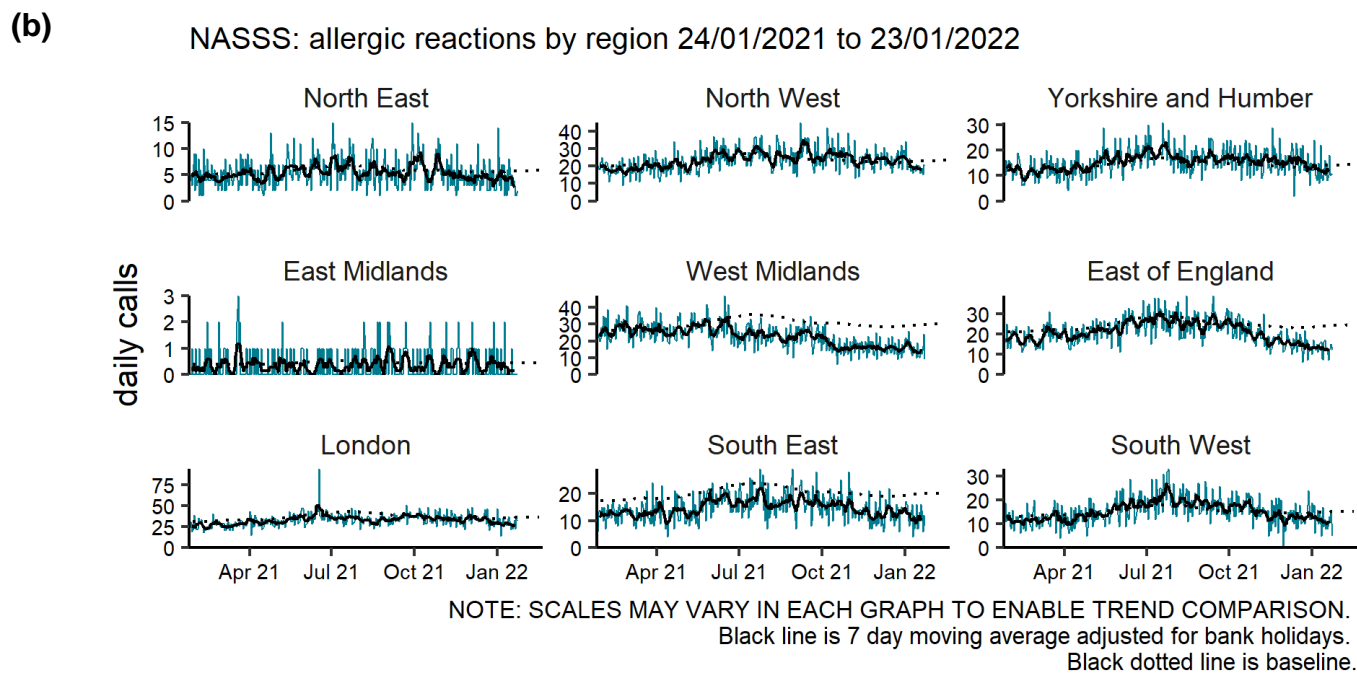 (b)
NASSS: allergic reactions by region 24/01/2021 to 23/01/2022
North East
North West
Yorkshire and Humber
15
10
5
0
40
30
20
10
0
30
20
10
0
daily calls
East Midlands
West Midlands
East of England
3
2
1
0
40
30
20
10
0
30
20
10
0
London
South East
South West
75
50
25
0
20
10
0
30
20
10
0
Apr 21 Jul 21 Oct 21 Jan 22
Apr 21 Jul 21 Oct 21 Jan 22
Apr 21 Jul 21 Oct 21 Jan 22
NOTE: SCALES MAY VARY IN EACH GRAPH TO ENABLE TREND COMPARISON.
Black line is 7 day moving average adjusted for bank holidays.
Black dotted line is baseline.